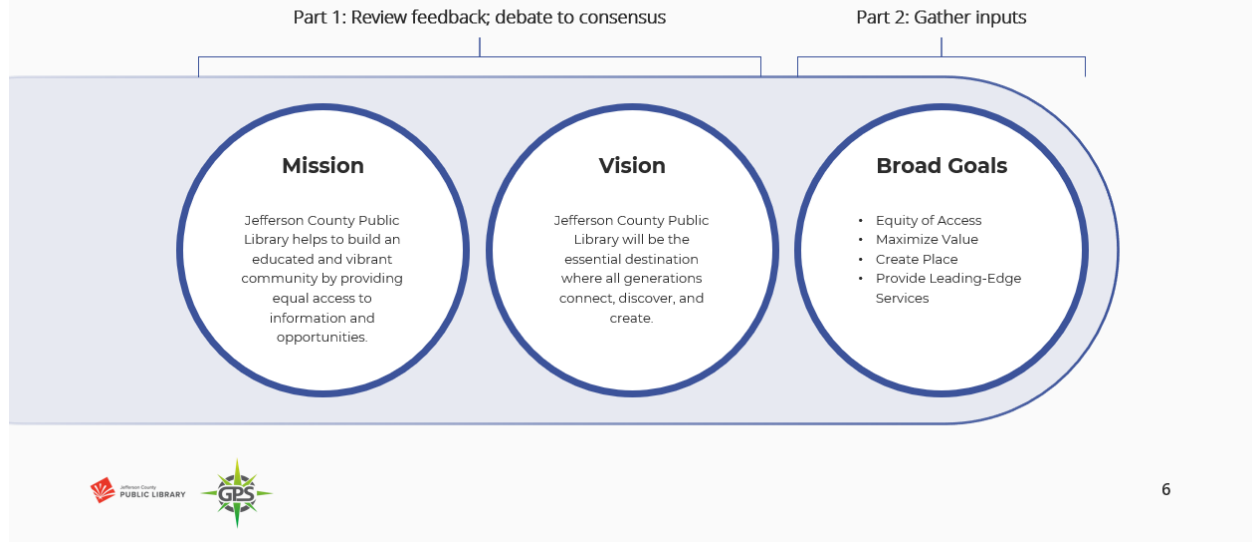 Part 1: Review feedback; debate to consensus
Part 2: Gather inputs
Mission
Jefferson County Public
Library helps to build an
educated and vibrant
community by providing
equal access to
information and
opportunities.
Vision
Jefferson County Public
Library will be the
essential destination
where all generations
connect, discover, and
create.
Broad Goals
• Equity of Access
• Maximize Value
• Create Place
• Provide Leading-Edge
Services
Jefferson County
PUBLIC LIBRARY
GPS
6